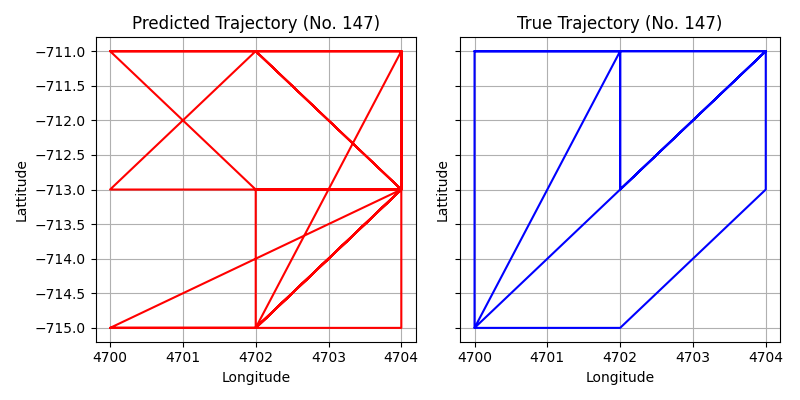 Predicted Trajectory (No. 147)
True Trajectory (No. 147)
−711.0
−711.5
−712.0
−712.5
−713.0
−713.5
−714.0
−714.5
−715.0
Lattitude
Lattitude
4700 4701 4702 4703 4704
4700 4701 4702 4703 4704
Longitude
Longitude